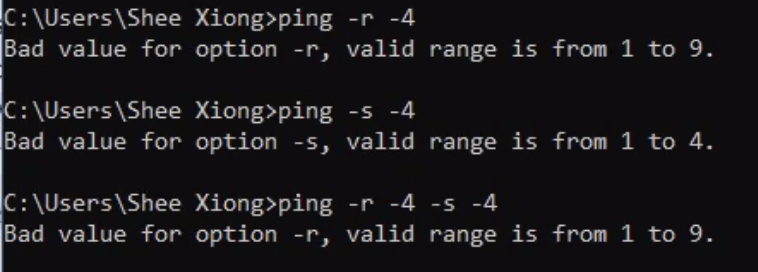 C:\Users\Shee Xiong>ping -r -4
Bad value for option -r, valid range is from 1 to 9.
C:\Users\Shee Xiong>ping -s -4
Bad value for option -s, valid range is from 1 to 4.
C:\Users\Shee Xiong>ping -r -4 -s -4
Bad value for option -r, valid range is from 1 to 9.